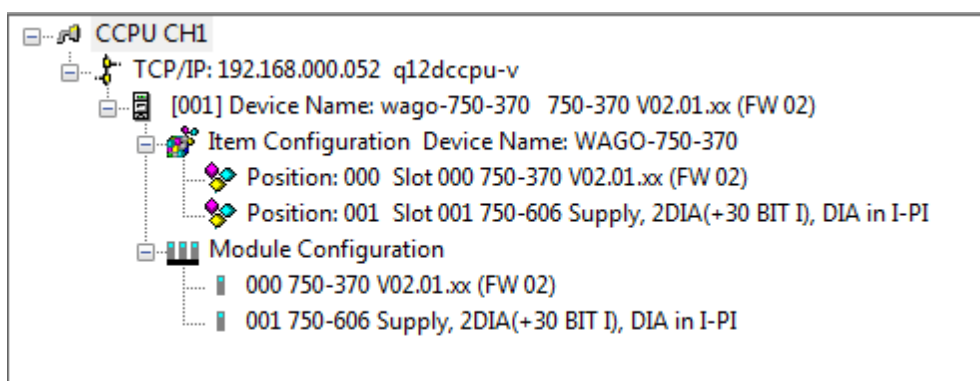 CCPU CH1
TCP/IP: 192.168.000.052 q12dccpu-v
[001] Device Name: wago-750-370 750-370 V02.01.xx (FW 02)
Item Configuration Device Name: WAGO-750-370
Position: 000 Slot 000 750-370 V02.01.xx (FW 02)
Position: 001 Slot 001 750-606 Supply, 2DIA(+30 BIT I), DIA in I-PI
Module Configuration
000 750-370 V02.01.xx (FW 02)
001 750-606 Supply, 2DIA(+30 BIT I), DIA in I-PI